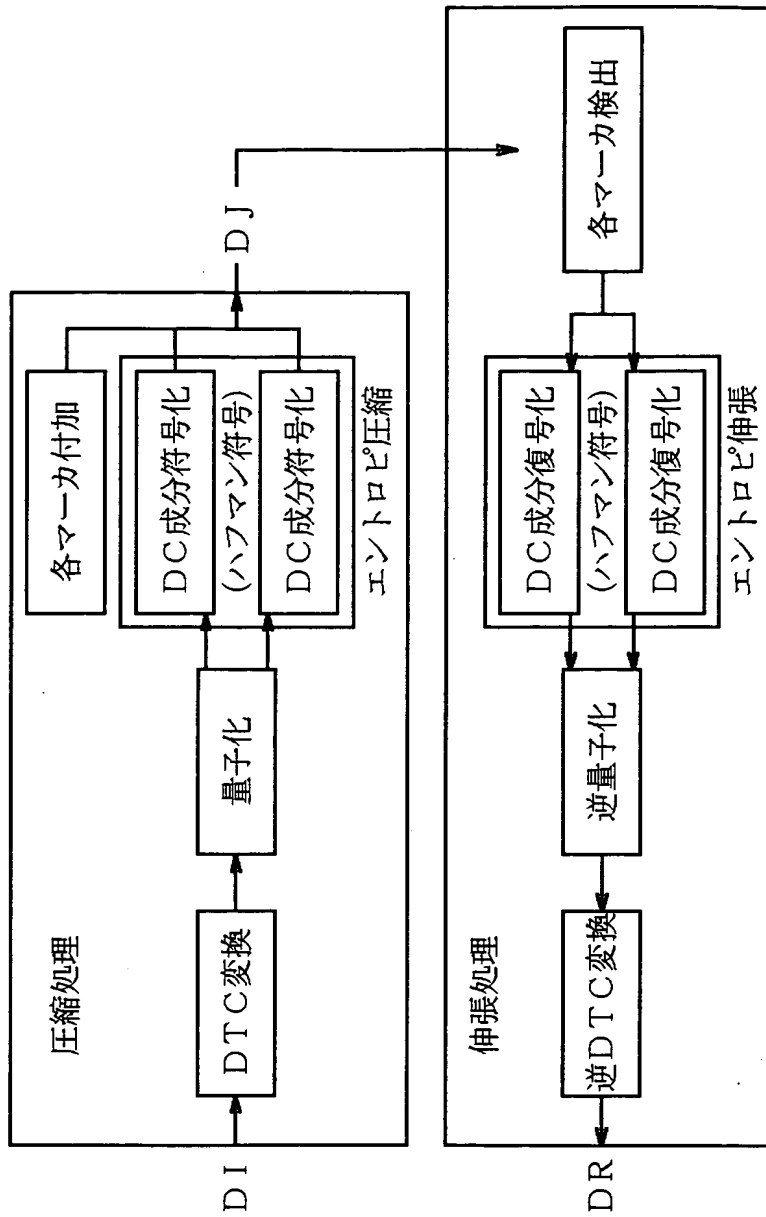 圧縮処理
DI
DTC変換
量子化
各マーカ付加
DC成分符号化
(ハフマン符号)
DC成分符号化
エントロピ圧縮
DJ
伸張処理
各マーカ検出
DC成分復号化
(ハフマン符号)
DC成分復号化
エントロピ伸張
逆量子化
逆DTC変換
DR